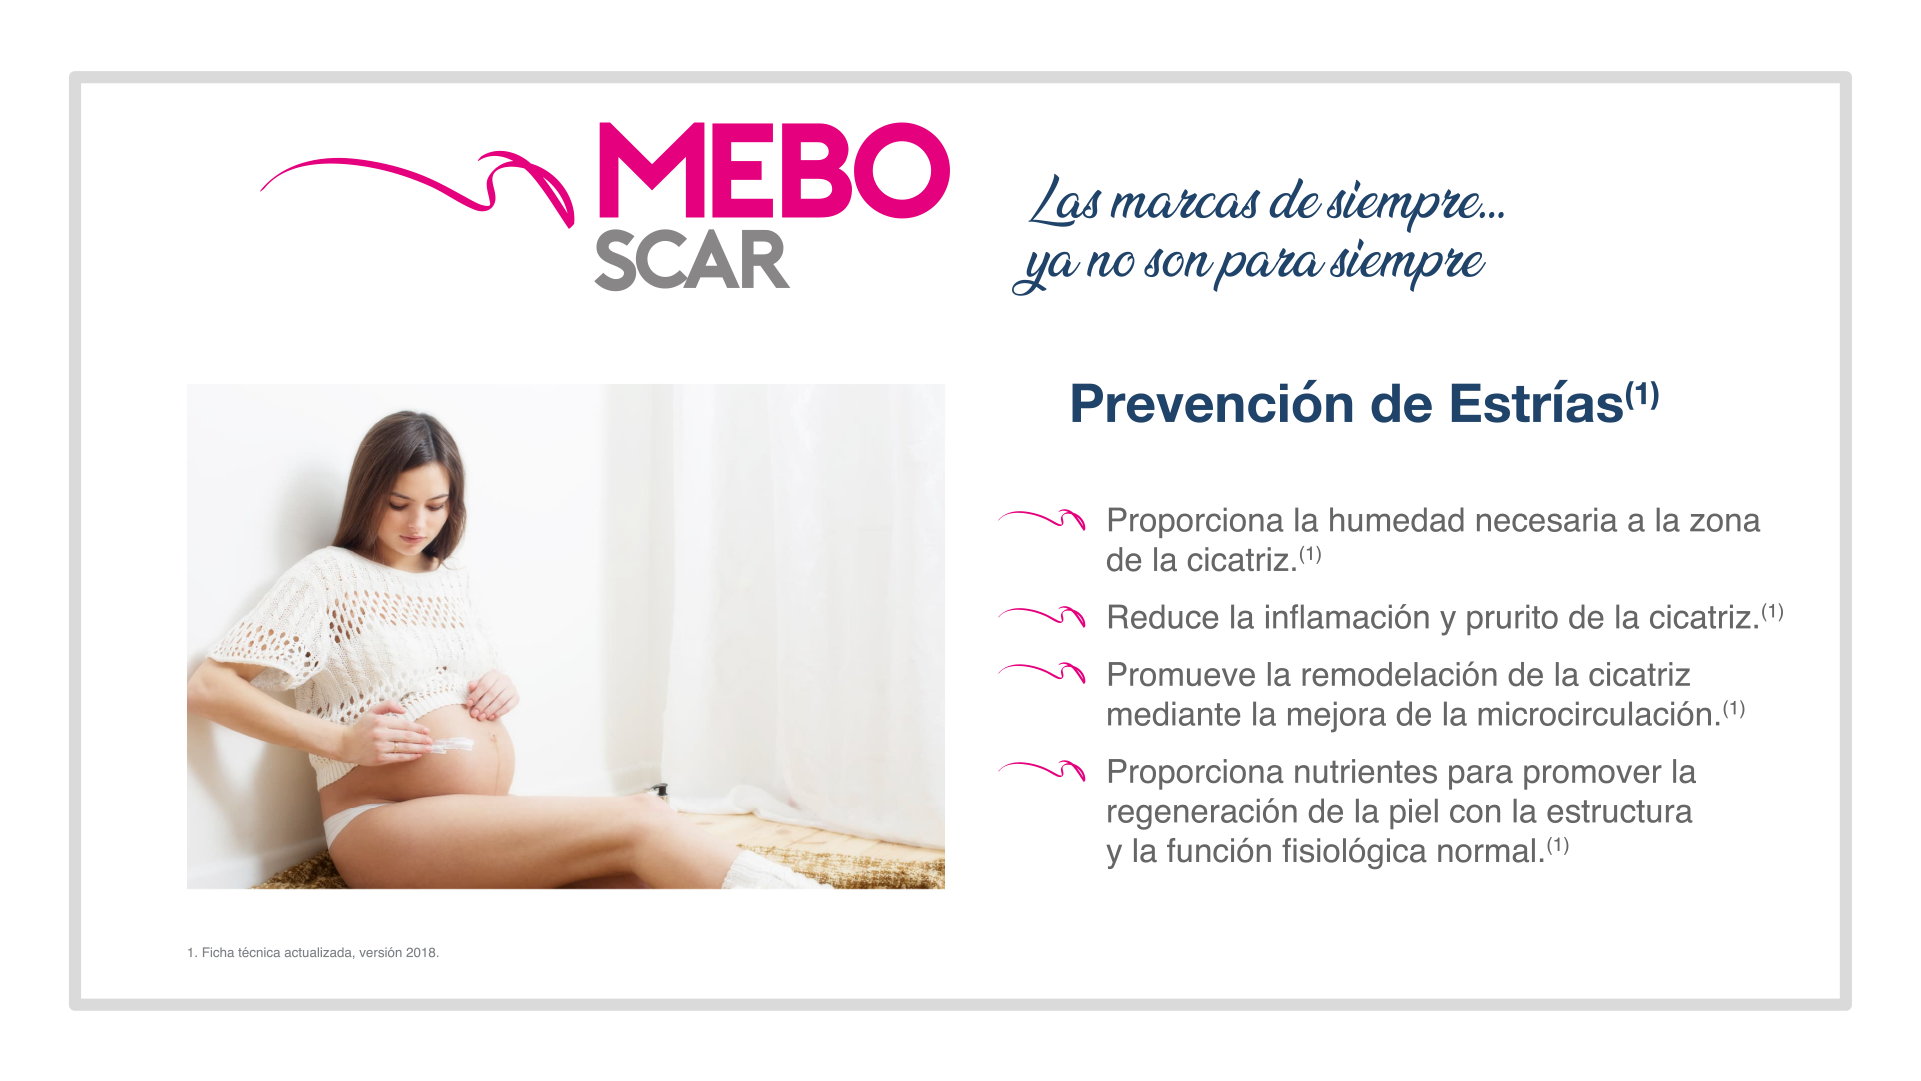 MEBO
SCAR
Las marcas de siempre...
ya no son para siempre
Prevención de Estrías(1)
Proporciona la humedad necesaria a la zona
de la cicatriz.(1)
Reduce la inflamación y prurito de la cicatriz.(1)
Promueve la remodelación de la cicatriz
mediante la mejora de la microcirculación.(1)
Proporciona nutrientes para promover la
regeneración de la piel con la estructura
y la función fisiológica normal.(1)
1. Ficha técnica actualizada, versión 2018.